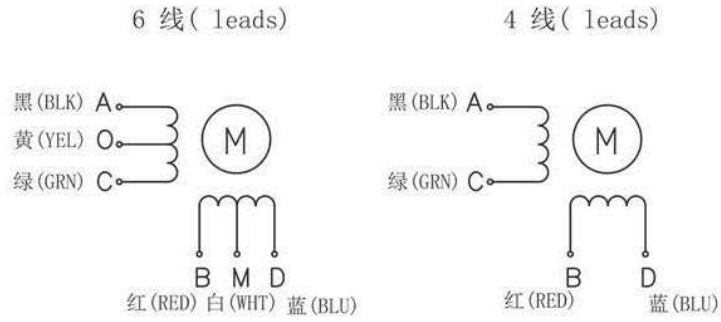 6 线( leads)
4 线( leads)
黑(BLK) A
黄(YEL) O
绿(GRN) C
M
B M D
红(RED) 白(WHT) 蓝(BLU)
黑(BLK) A
绿(GRN) C
M
B D
红(RED) 蓝(BLU)